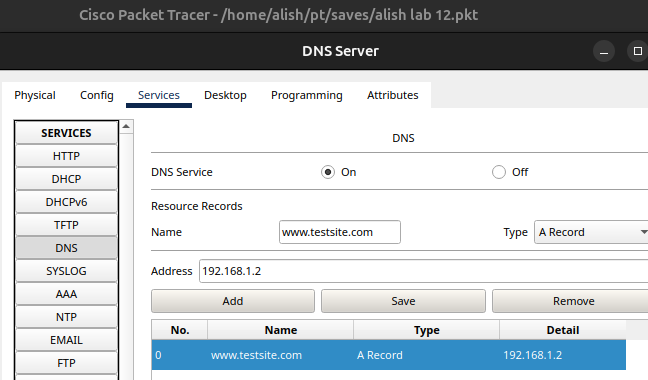 Cisco Packet Tracer - /home/alish/pt/saves/alish lab 12.pkt
DNS Server
Physical Config Services Desktop Programming Attributes
SERVICES
HTTP
DHCP
DHCPv6
TFTP
DNS
SYSLOG
AAA
NTP
EMAIL
FTP
DNS
DNS Service On Off
Resource Records
Name www.testsite.com Type A Record
Address 192.168.1.2
Add Save Remove
No. Name Type Detail
0 www.testsite.com A Record 192.168.1.2